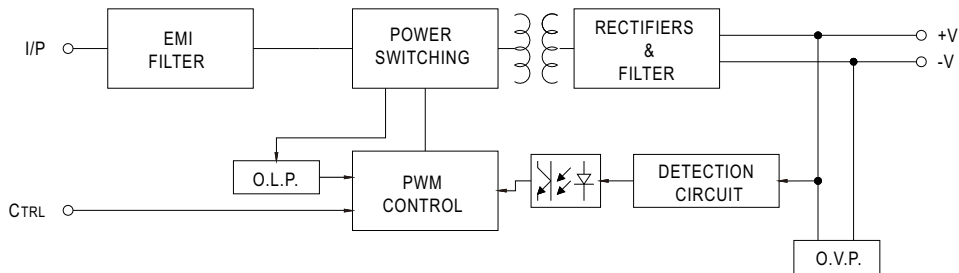 I/P
EMI
FILTER
POWER
SWITCHING
RECTIFIERS
&
FILTER
+V
-V
O.L.P.
PWM
CONTROL
DETECTION
CIRCUIT
CTRL
O.V.P.